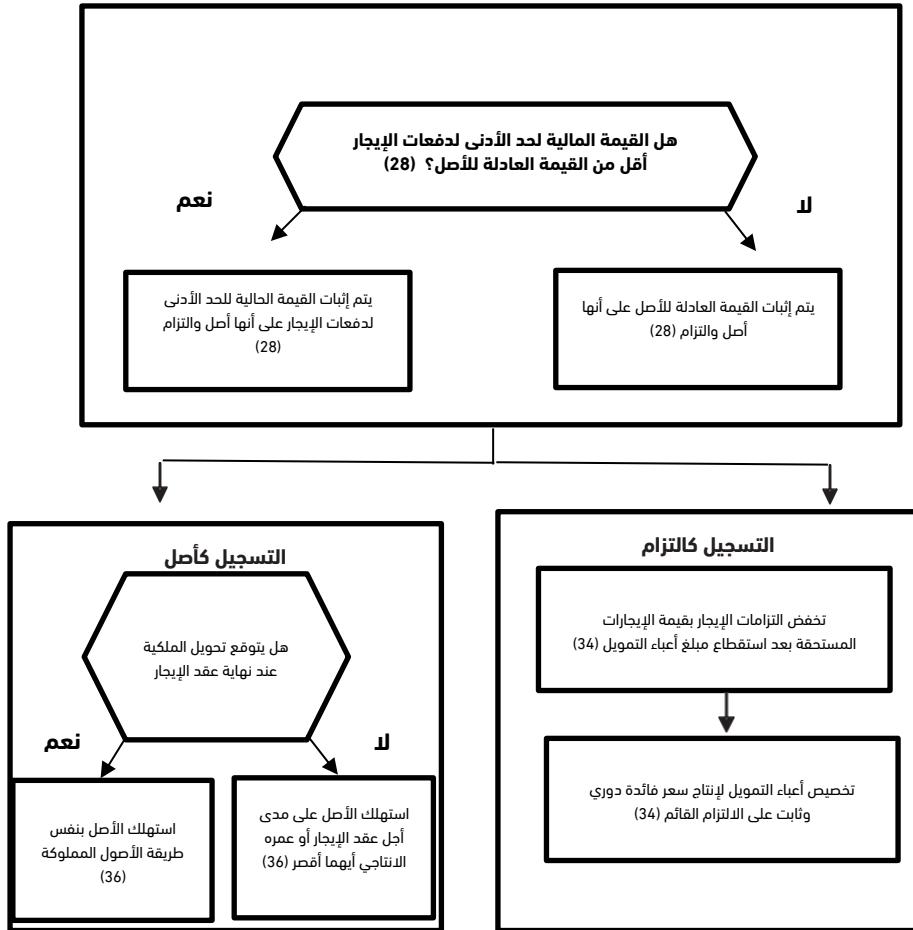 هل القيمة المالية لحد الأدنى لدفعات الإيجار
أقل من القيمة العادلة للأصل؟ (28)
لا
نعم
يتم إثبات القيمة العادلة للأصل على أنها
أصل والتزام (28)
يتم إثبات القيمة الحالية للحد الأدنى
لدفعات الإيجار على أنها أصل والتزام
(28)
التسجيل كالتزام
تخفض التزامات الإيجار بقيمة الإيجارات
المستحقة بعد استقطاع مبلغ أعباء التمويل (34)
تخصيص أعباء التمويل لإنتاج سعر فائدة دوري
وثابت على الالتزام القائم (34)
التسجيل كأصل
هل يتوقع تحويل الملكية
عند نهاية عقد الإيجار
لا
نعم
استهلك الأصل على مدى
أجل عقد الإيجار أو عمره
الانتاجي أيهما أقصر (36)
استهلك الأصل بنفس
طريقة الأصول المملوكة
(36)